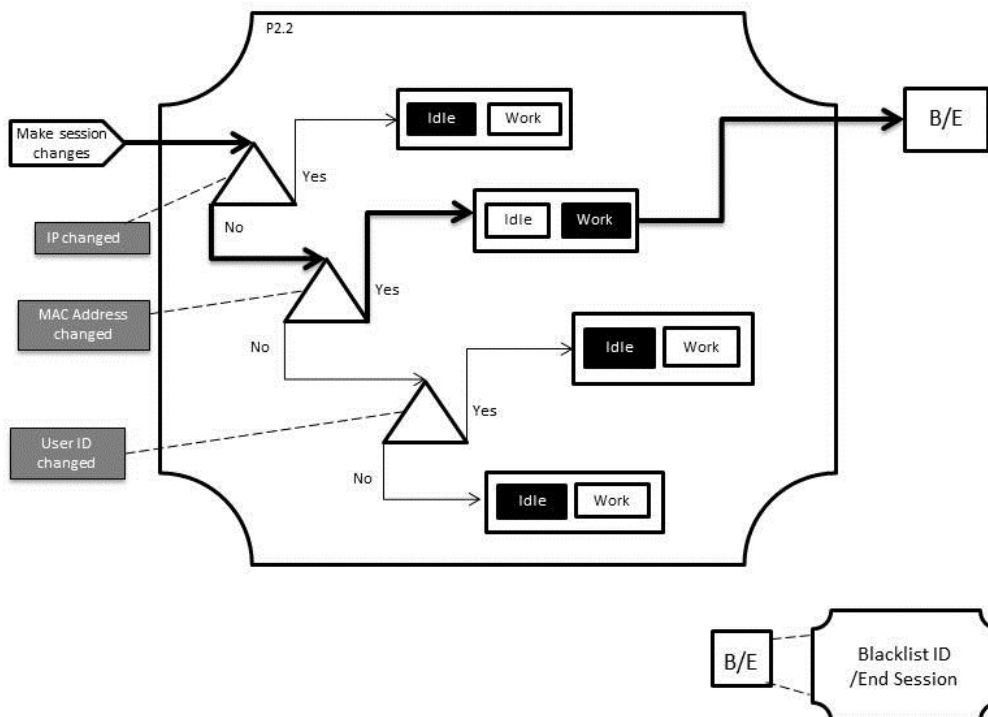 P2.2
Make session
changes
Idle
Work
B/E
Yes
IP changed
No
Idle
Work
MAC Address
changed
Yes
No
Idle
Work
User ID
changed
Yes
No
Idle
Work
B/E
Blacklist ID
/End Session